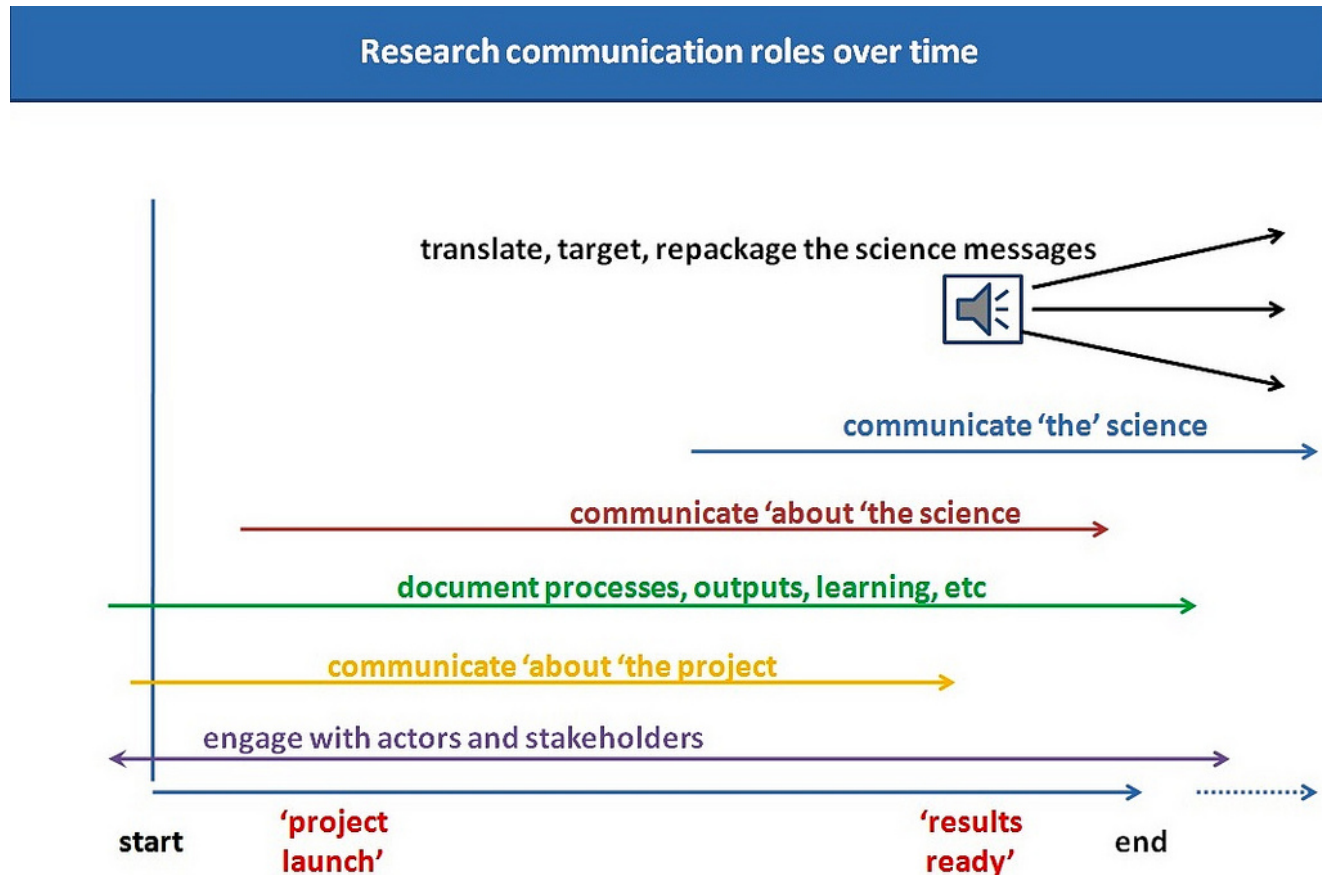 Research communication roles over time
translate, target, repackage the science messages
communicate ‘the’ science
communicate ‘about ‘the science
document processes, outputs, learning, etc
communicate ‘about ‘the project
engage with actors and stakeholders
start
‘project
launch’
‘results
ready’
end